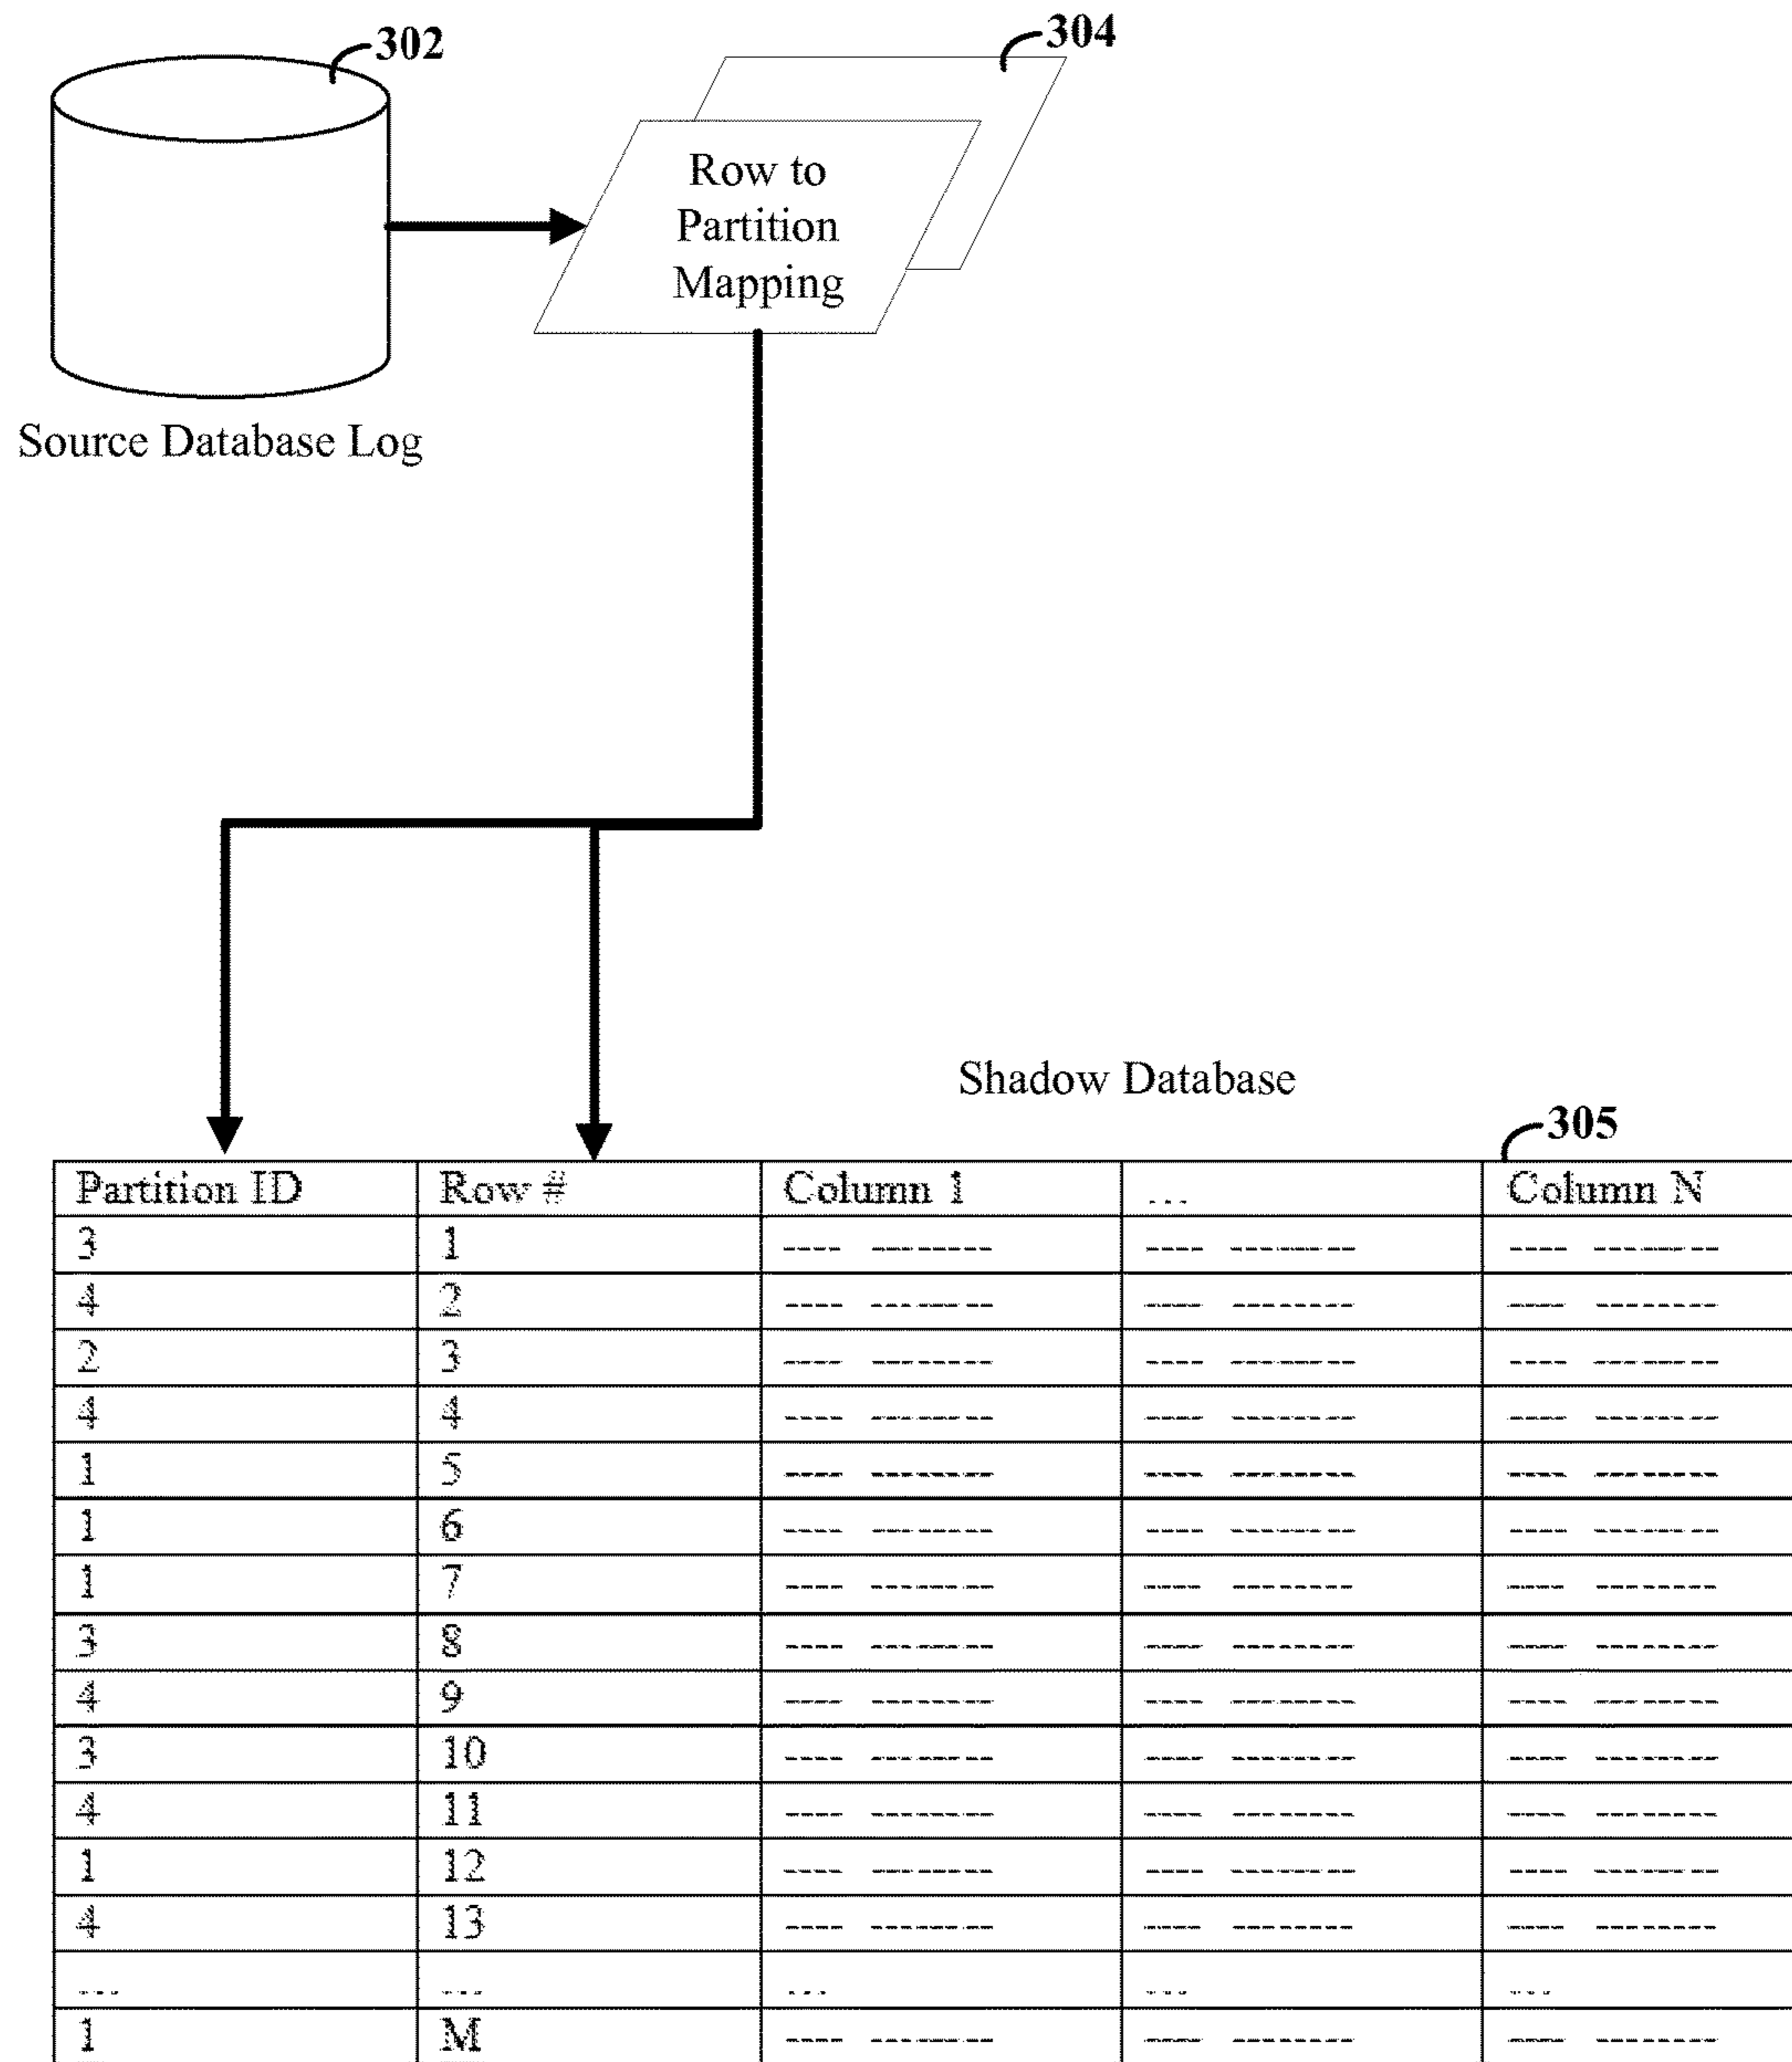 302
304
Row to
Partition
Mapping
Source Database Log
Shadow Database
305
Partition ID Row # Column 1 ... Column N
3 1 ---- -------- ---- -------- ---- --------
4 2 ---- -------- ---- -------- ---- --------
2 3 ---- -------- ---- -------- ---- --------
4 4 ---- -------- ---- -------- ---- --------
1 5 ---- -------- ---- -------- ---- --------
1 6 ---- -------- ---- -------- ---- --------
1 7 ---- -------- ---- -------- ---- --------
3 8 ---- -------- ---- -------- ---- --------
4 9 ---- -------- ---- -------- ---- --------
3 10 ---- -------- ---- -------- ---- --------
4 11 ---- -------- ---- -------- ---- --------
1 12 ---- -------- ---- -------- ---- --------
4 13 ---- -------- ---- -------- ---- --------
... ... ... ... ...
1 M ---- -------- ---- -------- ---- --------